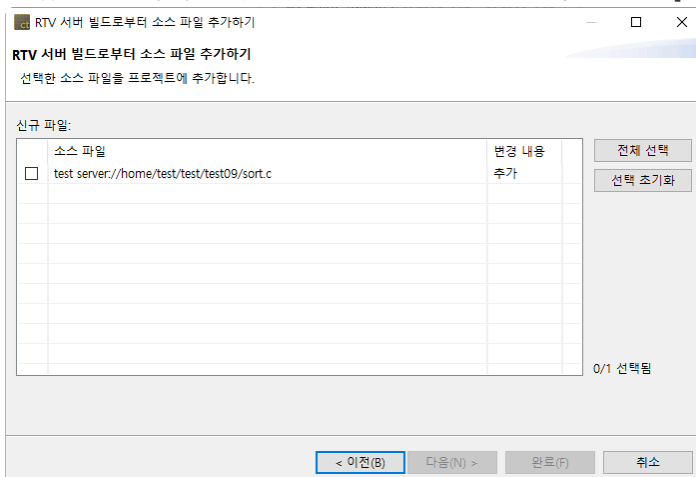 ct RTV 서버 빌드로부터 소스 파일 추가하기
RTV 서버 빌드로부터 소스 파일 추가하기
선택한 소스 파일을 프로젝트에 추가합니다.
신규 파일:
소스 파일 변경 내용
test server://home/test/test/test09/sort.c 추가
전체 선택
선택 초기화
0/1 선택됨
< 이전(B) 다음(N) > 완료(F) 취소